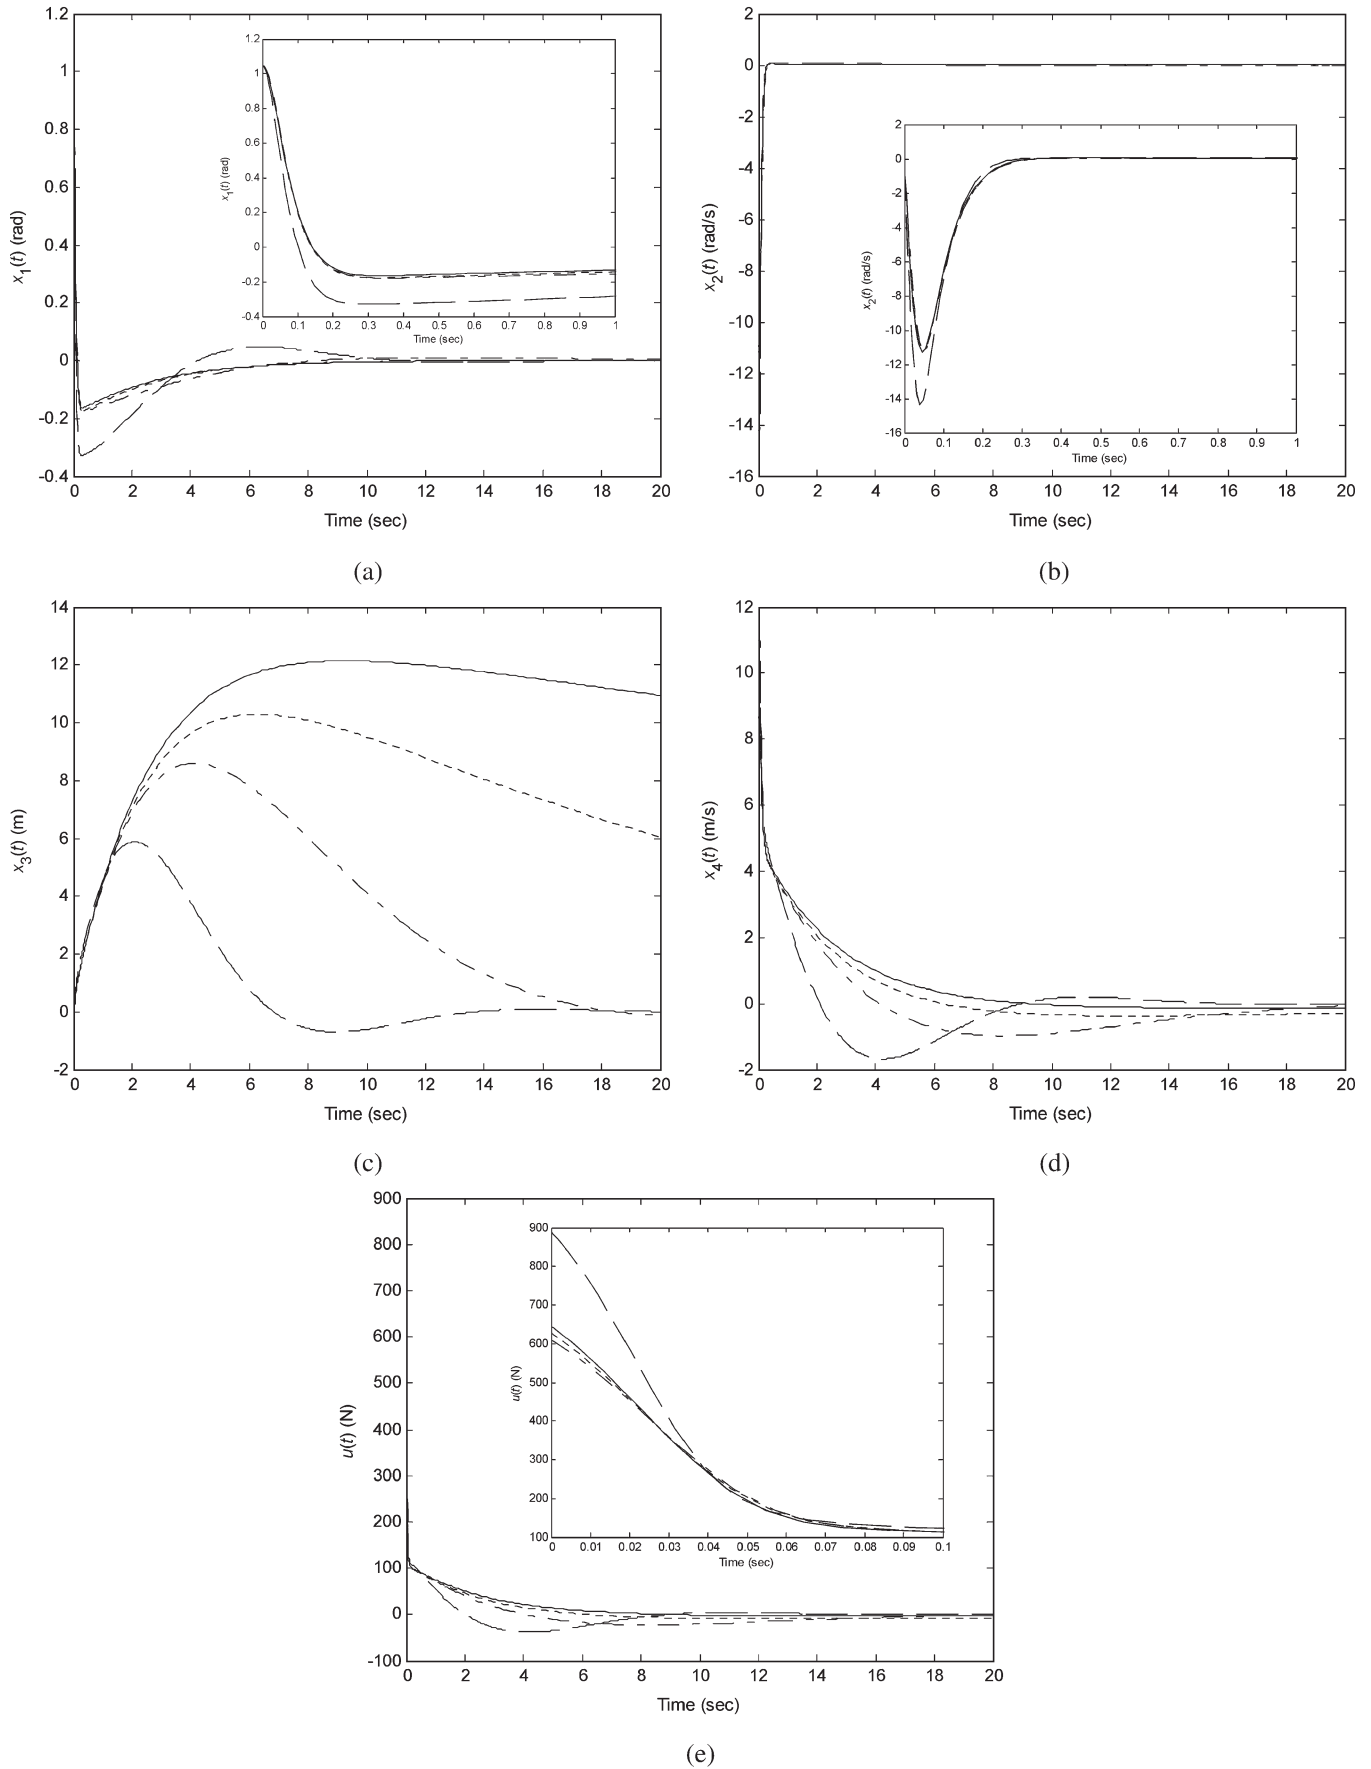 1.2
1
0.8
0.6
0.4
0.2
0
-0.2
-0.4
x1(t) (rad)
0 2 4 6 8 10 12 14 16 18 20
Time (sec)
1.2
1
0.8
0.6
0.4
0.2
0
-0.2
-0.4
x1(t) (rad)
0 0.1 0.2 0.3 0.4 0.5 0.6 0.7 0.8 0.9 1
Time (sec)
(a)
2
0
-2
-4
-6
-8
-10
-12
-14
-16
x2(t) (rad/s)
0 2 4 6 8 10 12 14 16 18 20
Time (sec)
2
0
-2
-4
-6
-8
-10
-12
-14
-16
x2(t) (rad/s)
0 0.1 0.2 0.3 0.4 0.5 0.6 0.7 0.8 0.9 1
Time (sec)
(b)
14
12
10
8
6
4
2
0
-2
x3(t) (m)
0 2 4 6 8 10 12 14 16 18 20
Time (sec)
(c)
12
10
8
6
4
2
0
-2
x4(t) (m/s)
0 2 4 6 8 10 12 14 16 18 20
Time (sec)
(d)
900
800
700
600
500
400
300
200
100
0
-100
u(t) (N)
0 2 4 6 8 10 12 14 16 18 20
Time (sec)
900
800
700
600
500
400
300
200
100
u(t) (N)
0 0.01 0.02 0.03 0.04 0.05 0.06 0.07 0.08 0.09 0.1
Time (sec)
(e)